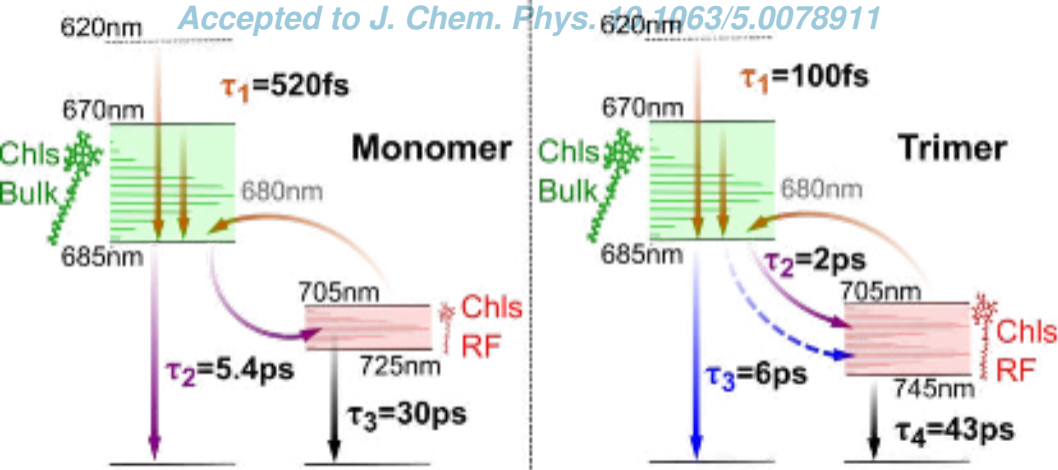 Accepted to J. Chem. Phys. 10.1063/5.0078911
620nm
τ1=520fs
670nm
Chls
Bulk
Monomer
680nm
685nm
705nm
Chls
RF
725nm
τ2=5.4ps
τ3=30ps
620nm
τ1=100fs
670nm
Chls
Bulk
Trimer
680nm
685nm
τ2=2ps
705nm
Chls
RF
745nm
τ3=6ps
τ4=43ps